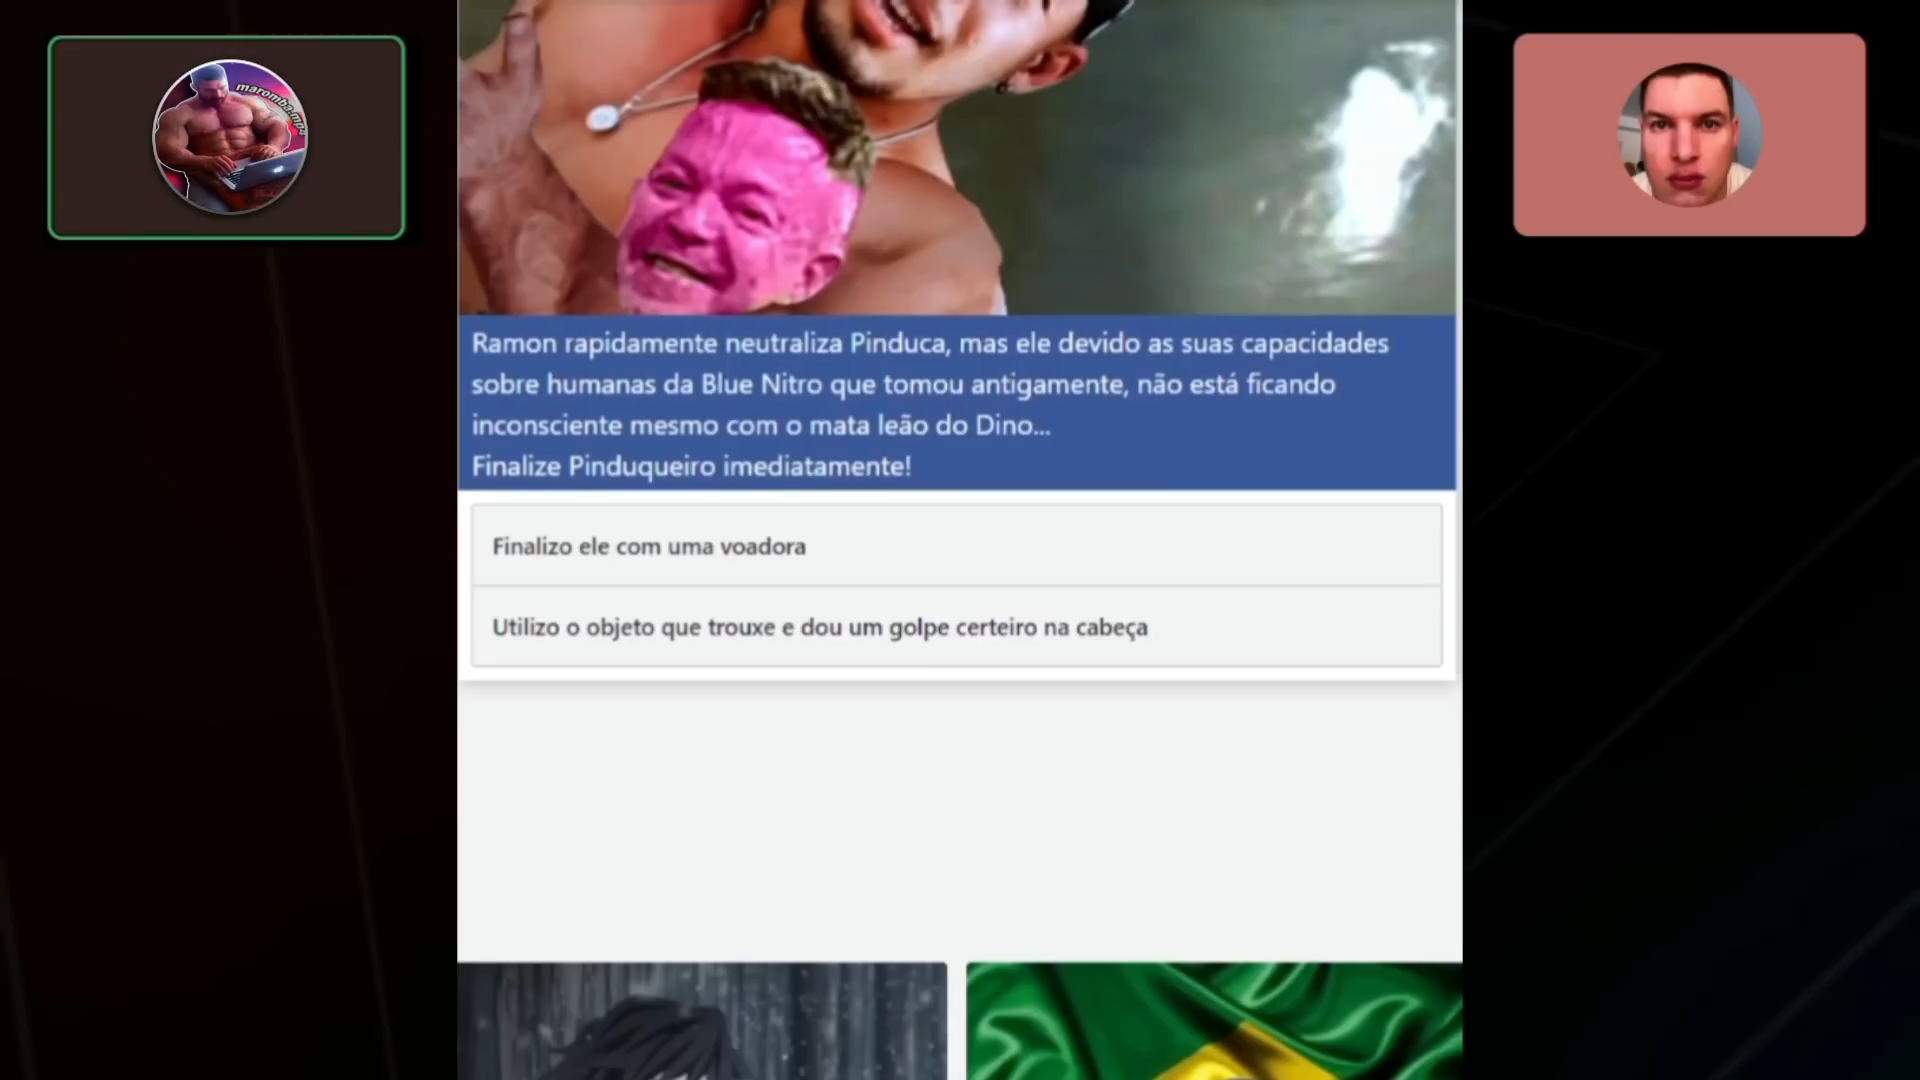 maromba.mp4
Ramon rapidamente neutraliza Pinduca, mas ele devido as suas capacidades
sobre humanas da Blue Nitro que tomou antigamente, não está ficando
inconsciente mesmo com o mata leão do Dino...
Finalize Pinduqueiro imediatamente!
Finalizo ele com uma voadora
Utilizo o objeto que trouxe e dou um golpe certeiro na cabeça